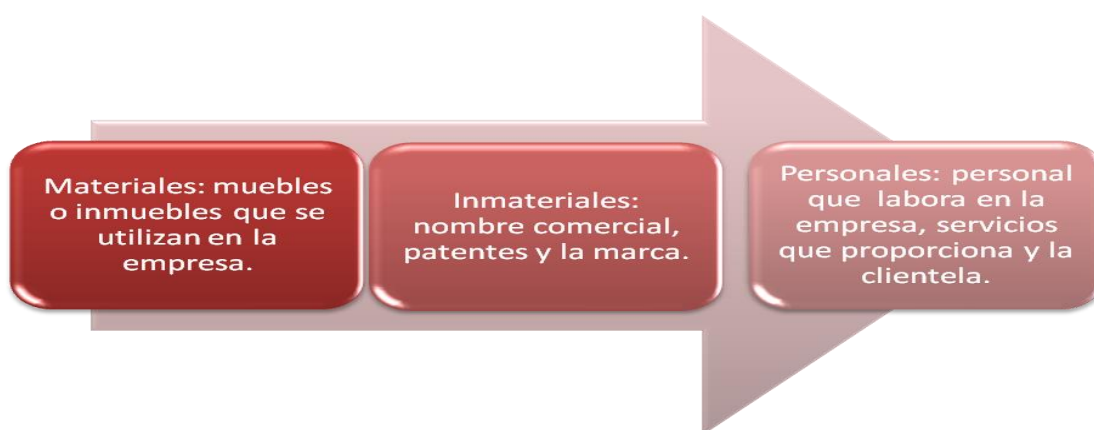 Materiales: muebles
o inmuebles que se
utilizan en la
empresa.
Inmateriales:
nombre comercial,
patentes y la marca.
Personales: personal
que labora en la
empresa, servicios
que proporciona y la
clientela.